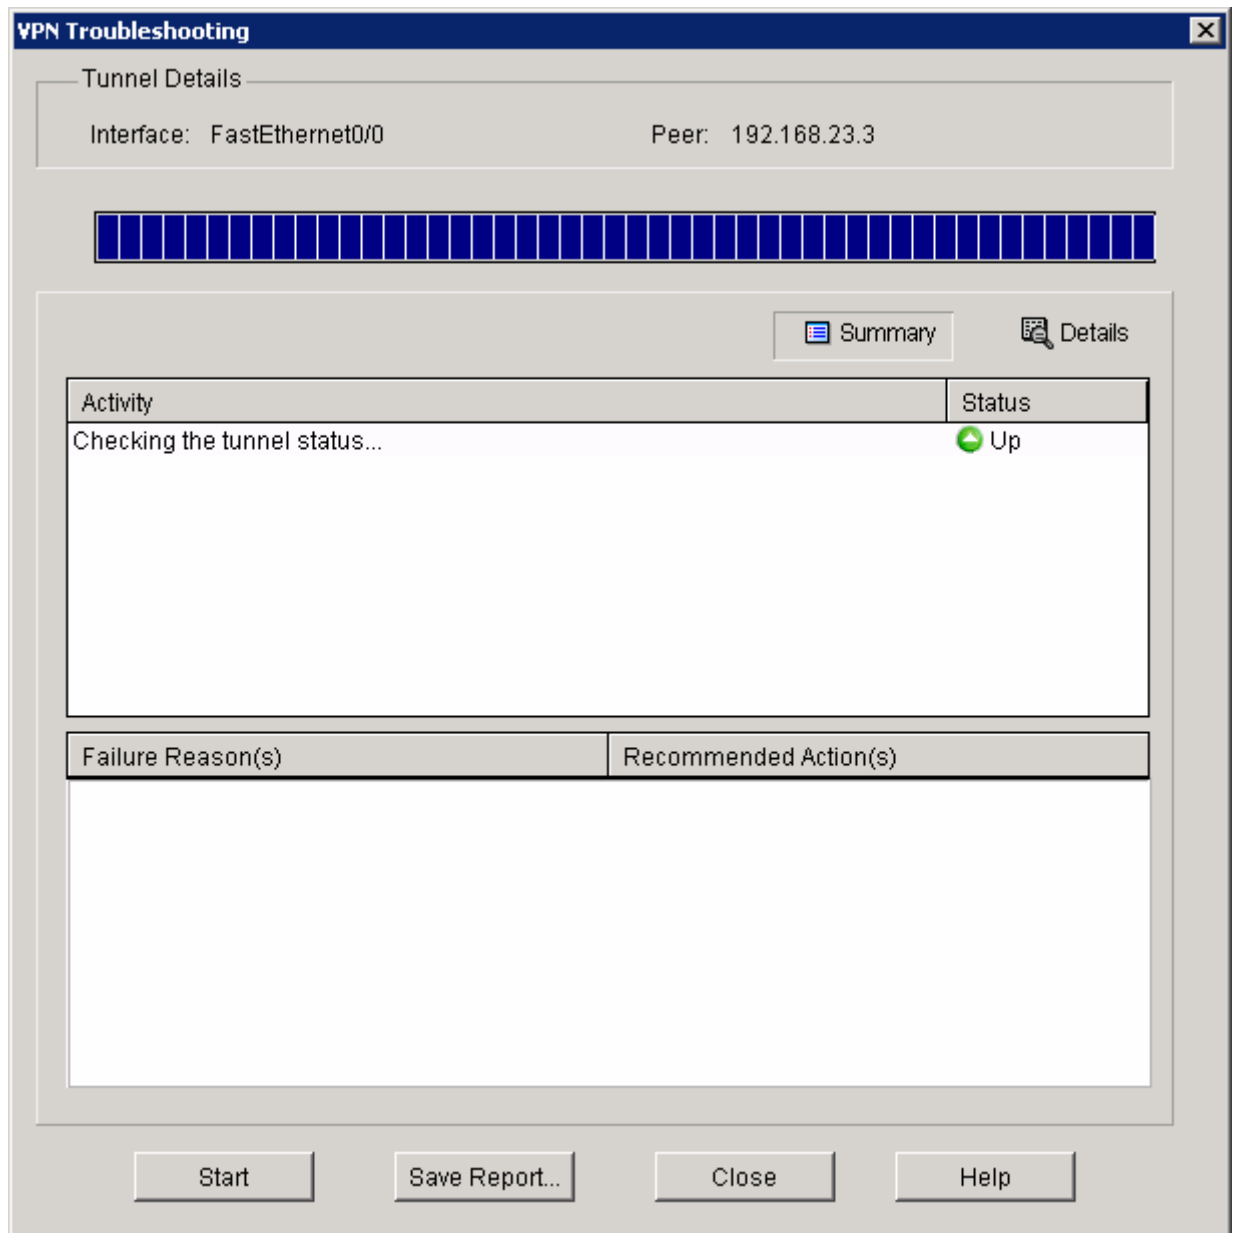 VPN Troubleshooting
Tunnel Details
Interface: FastEthernet0/0 Peer: 192.168.23.3
Summary Details
Activity Status
Checking the tunnel status... Up
Failure Reason(s) Recommended Action(s)
Start Save Report... Close Help